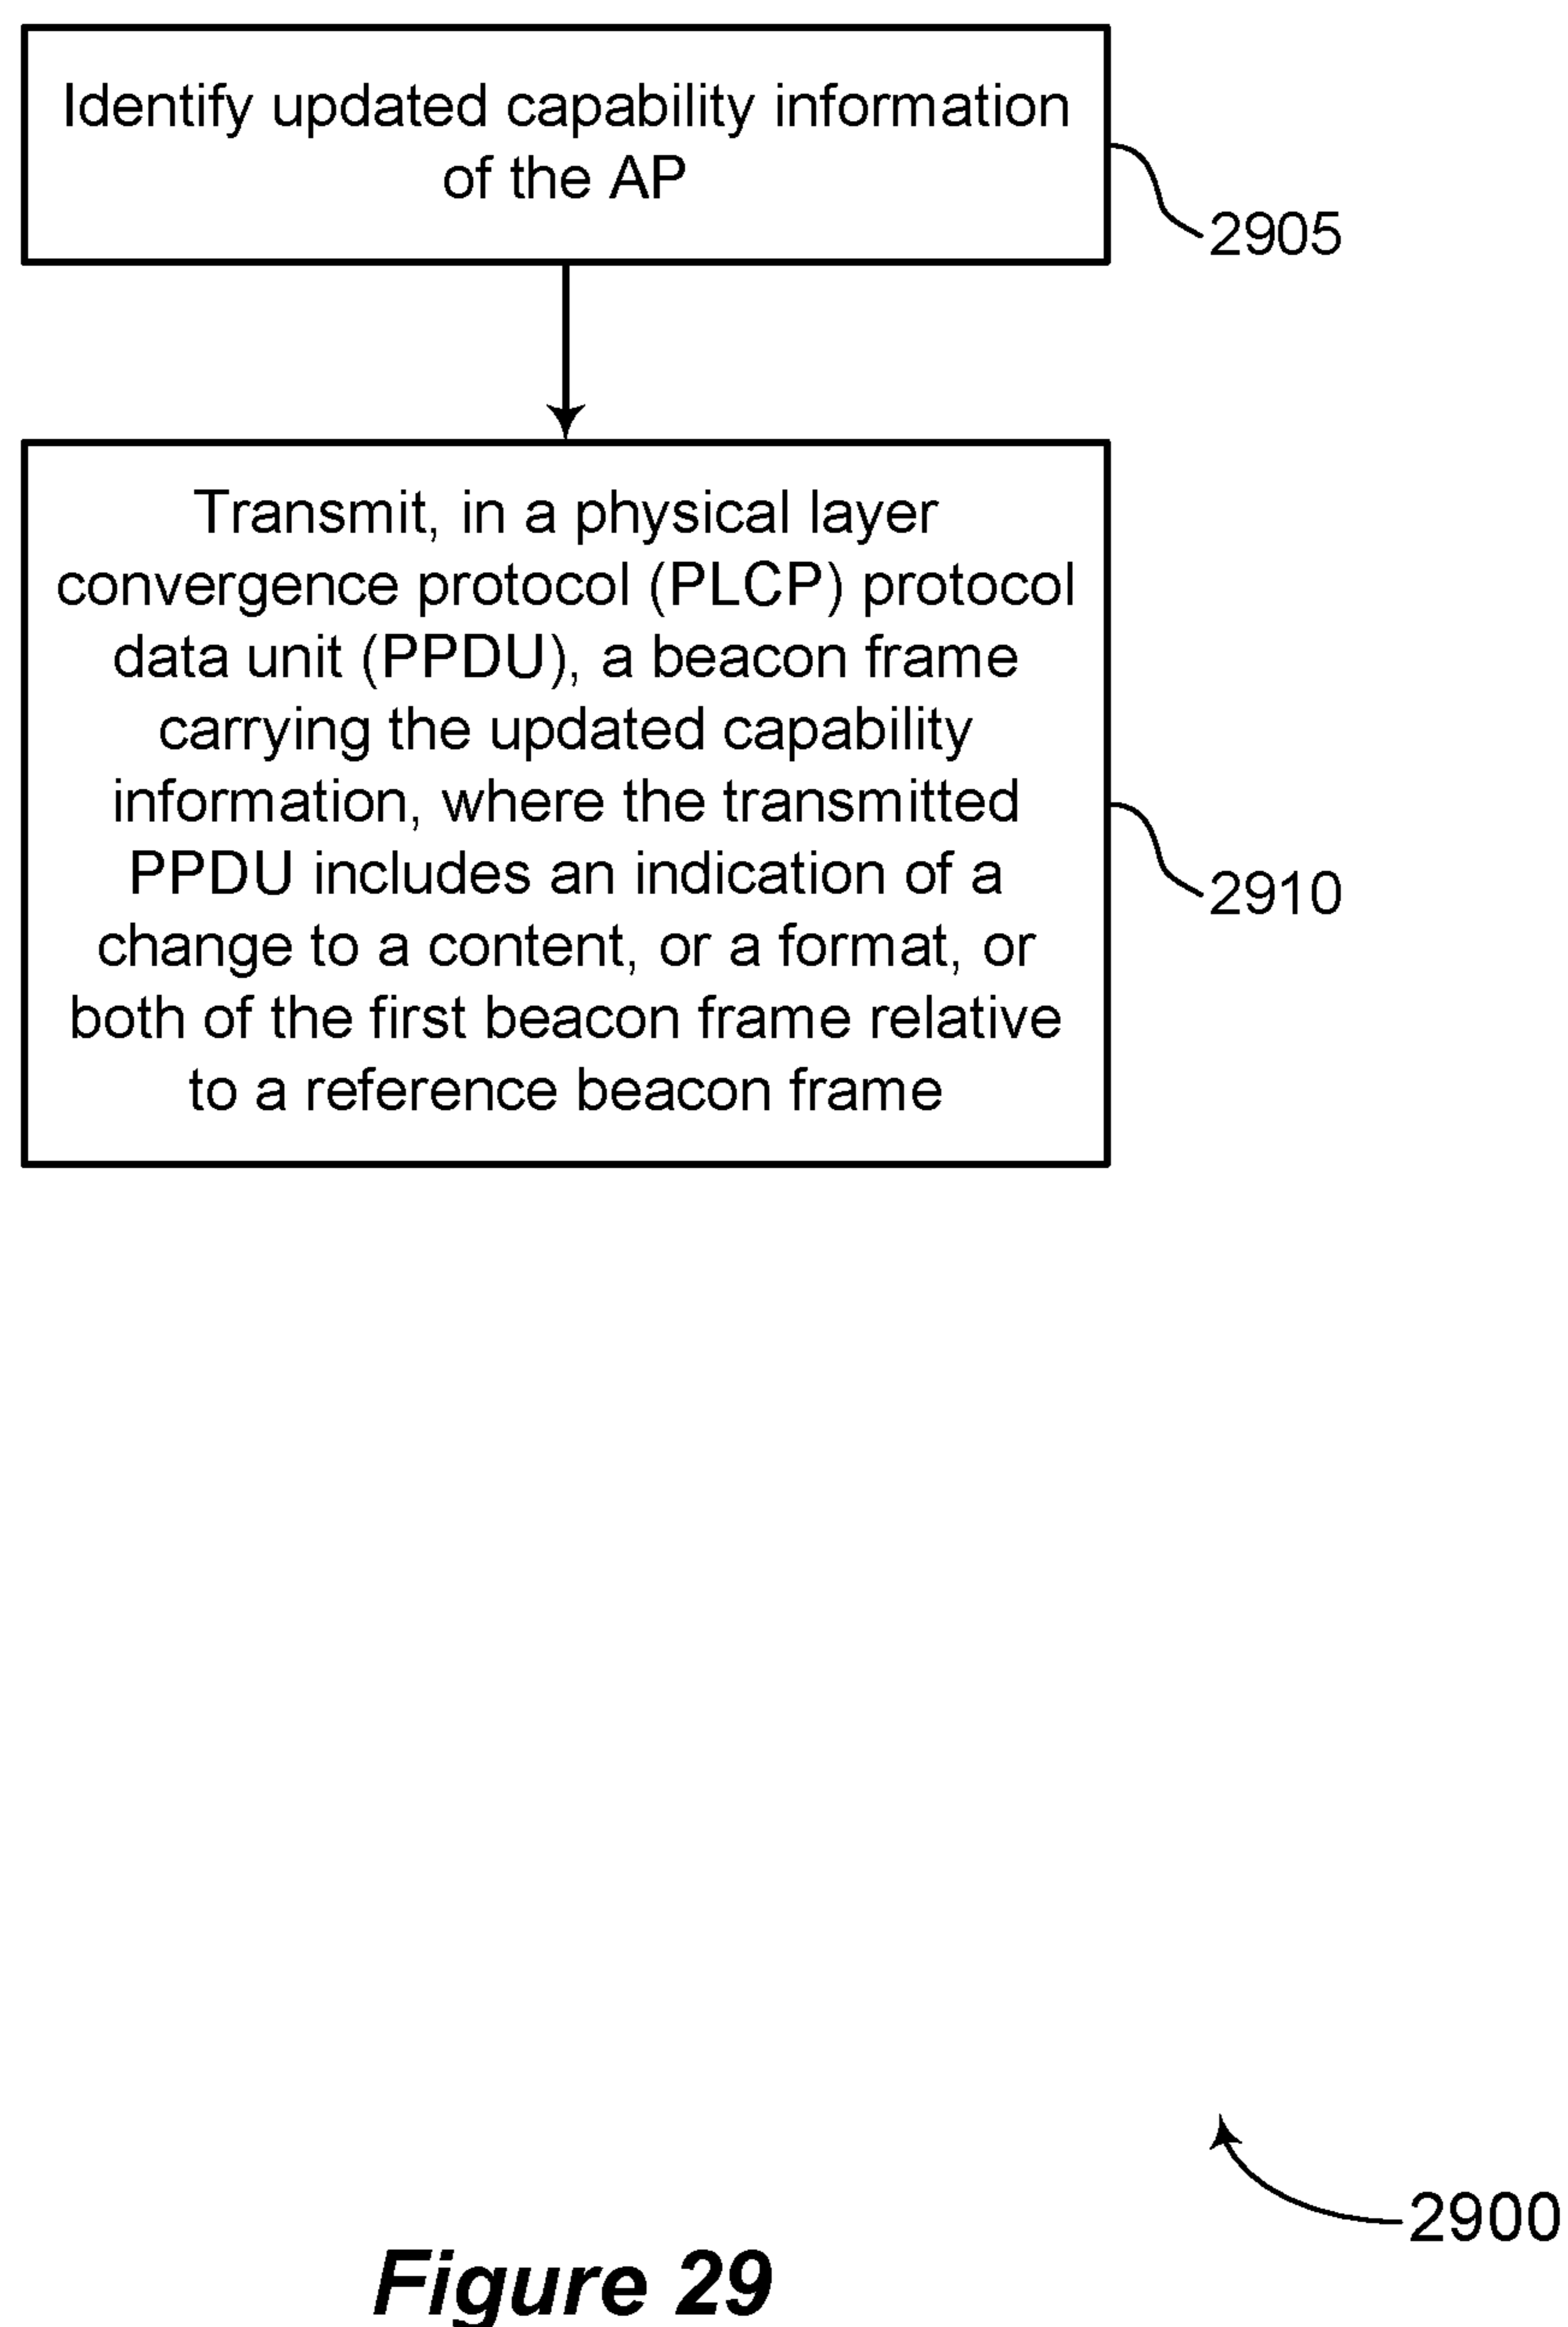 Identify updated capability information
of the AP
2905
Transmit, in a physical layer
convergence protocol (PLCP) protocol
data unit (PPDU), a beacon frame
carrying the updated capability
information, where the transmitted
PPDU includes an indication of a
change to a content, or a format, or
both of the first beacon frame relative
to a reference beacon frame
2910
2900
Figure 29